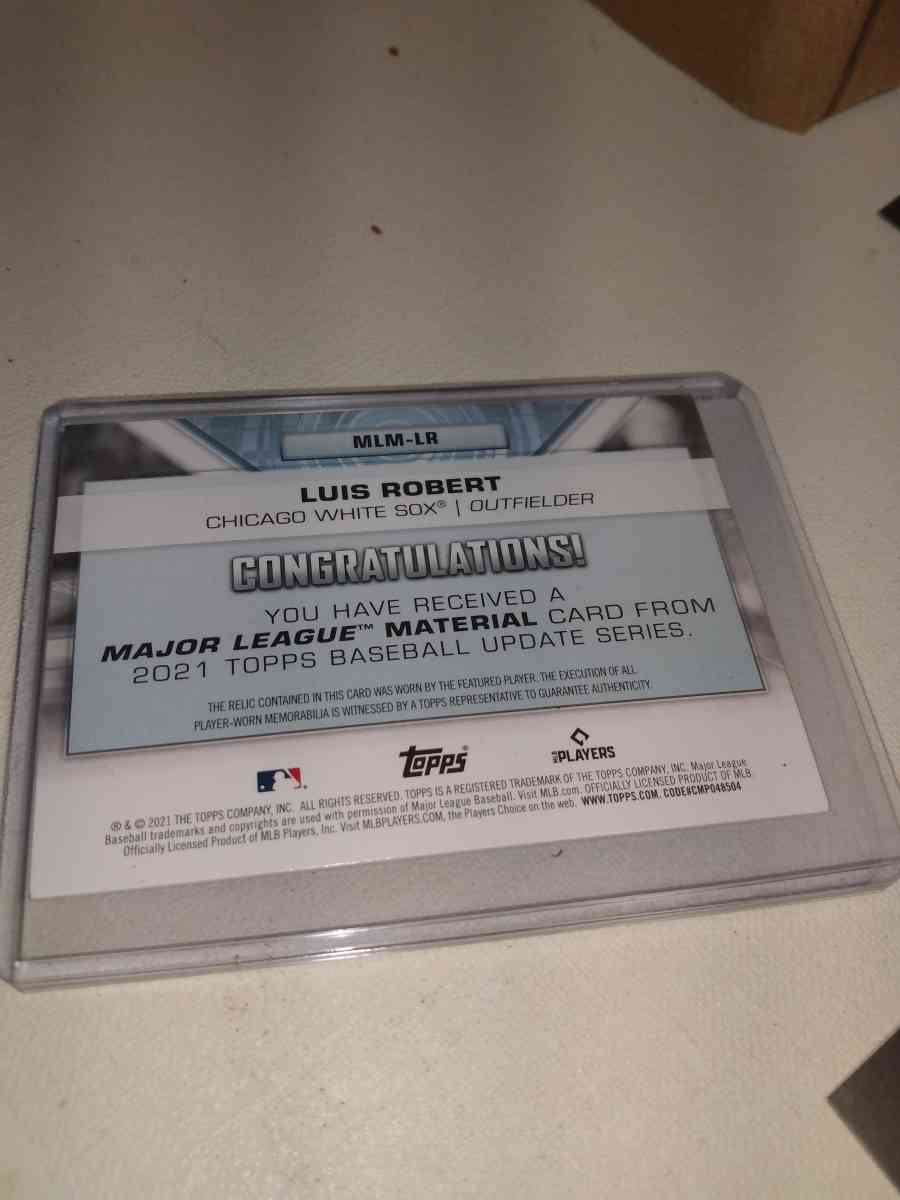 MLM-LR
LUIS ROBERT
CHICAGO WHITE SOX® | OUTFIELDER
CONGRATULATIONS!
YOU HAVE RECEIVED A
MAJOR LEAGUE™ MATERIAL CARD FROM
2021 TOPPS BASEBALL UPDATE SERIES.
THE RELIC CONTAINED IN THIS CARD WAS WORN BY THE FEATURED PLAYER. THE EXECUTION OF ALL
PLAYER-WORN MEMORABILIA IS WITNESSED BY A TOPPS REPRESENTATIVE TO GUARANTEE AUTHENTICITY.
topps® MLB PLAYERS
® & © 2021 THE TOPPS COMPANY, INC. ALL RIGHTS RESERVED. TOPPS IS A REGISTERED TRADEMARK OF THE TOPPS COMPANY, INC. Major League
Baseball trademarks and copyrights are used with permission of Major League Baseball. Visit MLB.com. OFFICIALLY LICENSED PRODUCT OF MLB
Officially Licensed Product of MLB Players, Inc. Visit MLBPLAYERS.COM, the Players Choice on the web. WWW.TOPPS.COM. CODE#CMP048504